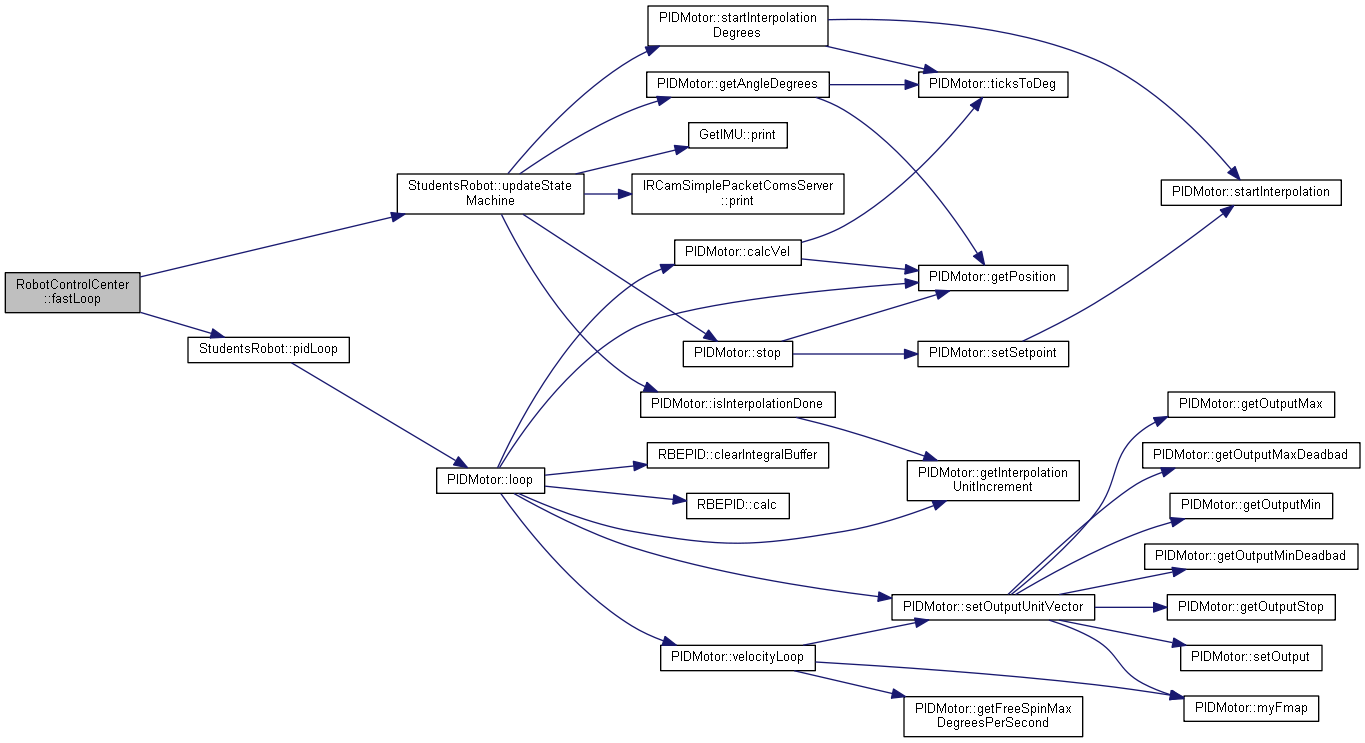 RobotControlCenter
::fastLoop
StudentsRobot::updateState
Machine
StudentsRobot::pidLoop
PIDMotor::startInterpolation
Degrees
PIDMotor::getAngleDegrees
GetIMU::print
IRCamSimplePacketComsServer
::print
PIDMotor::calcVel
PIDMotor::stop
PIDMotor::isInterpolationDone
PIDMotor::loop
RBEPID::clearIntegralBuffer
RBEPID::calc
PIDMotor::velocityLoop
PIDMotor::ticksToDeg
PIDMotor::getPosition
PIDMotor::setSetpoint
PIDMotor::getInterpolation
UnitIncrement
PIDMotor::setOutputUnitVector
PIDMotor::getFreeSpinMax
DegreesPerSecond
PIDMotor::startInterpolation
PIDMotor::getOutputMax
PIDMotor::getOutputMaxDeadbad
PIDMotor::getOutputMin
PIDMotor::getOutputMinDeadbad
PIDMotor::getOutputStop
PIDMotor::setOutput
PIDMotor::myFmap